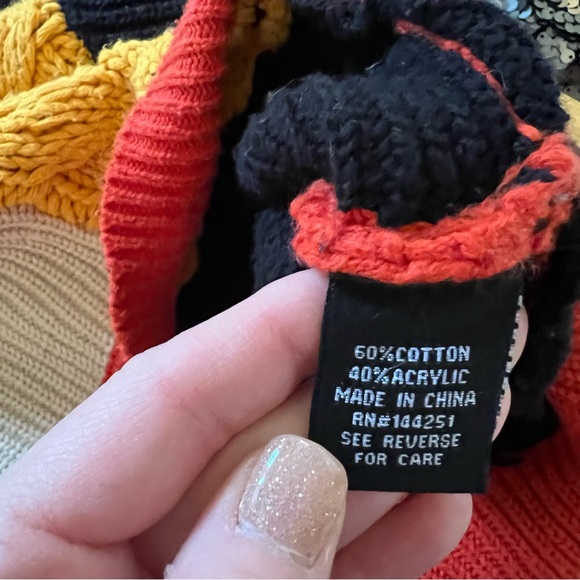 60%COTTON
40%ACRYLIC
MADE IN CHINA
RN#144251
SEE REVERSE
FOR CARE